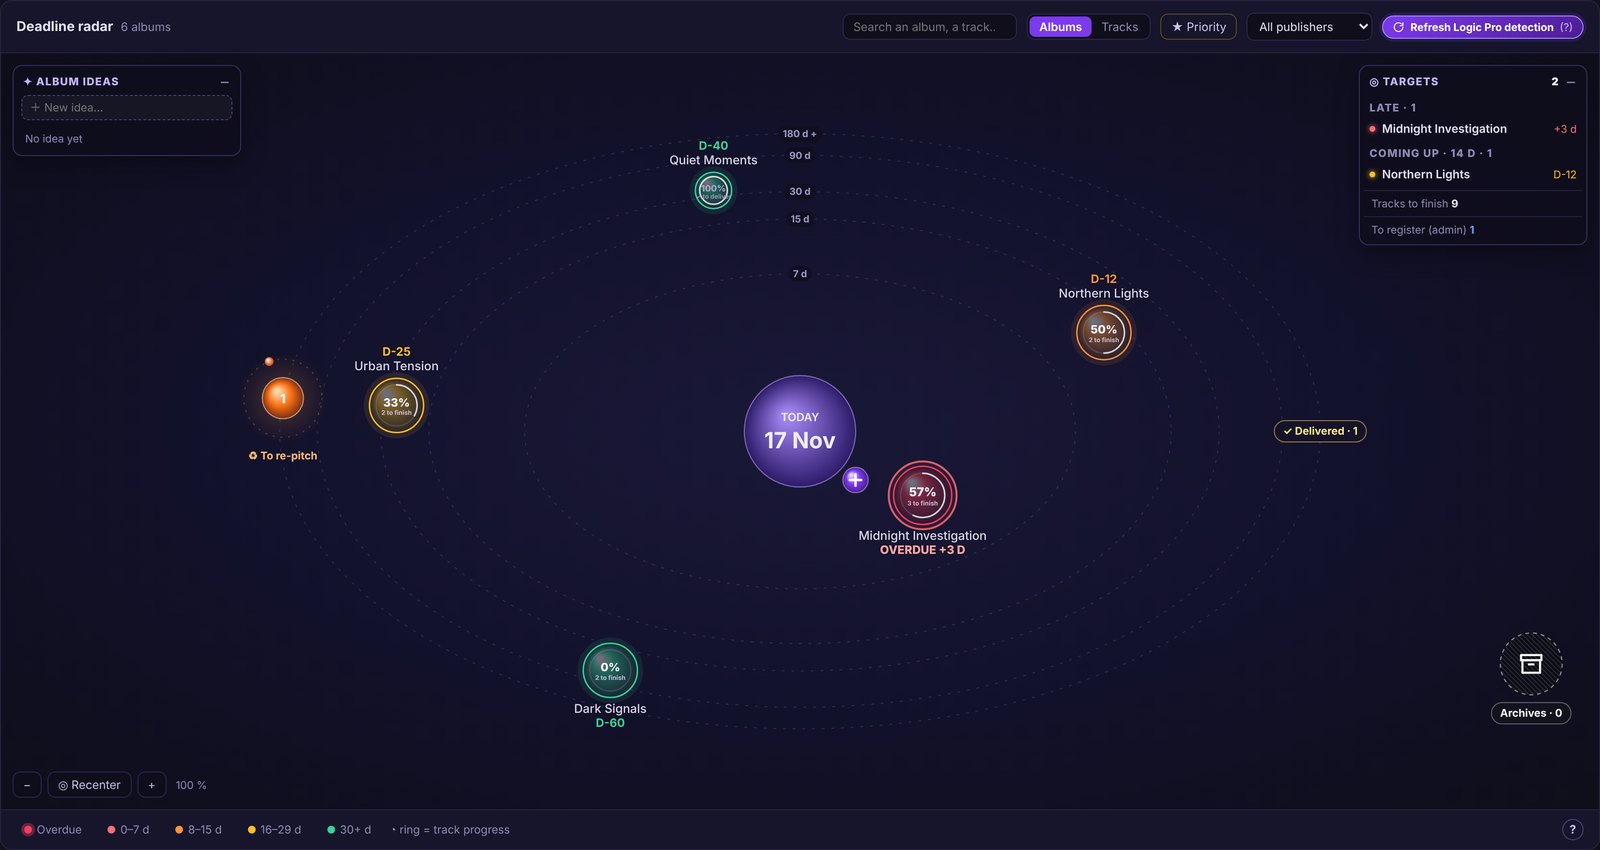 Deadline radar 6 albums
Search an album, a track..
Albums
Tracks
★ Priority
All publishers
Refresh Logic Pro detection (?)
✦ ALBUM IDEAS –
+ New idea...
No idea yet
◎ TARGETS 2 –
LATE · 1
Midnight Investigation +3 d
COMING UP · 14 D · 1
Northern Lights D-12
Tracks to finish 9
To register (admin) 1
180 d +
90 d
30 d
15 d
7 d
D-40
Quiet Moments
100%
D-12
Northern Lights
50%
2 to finish
D-25
Urban Tension
33%
2 to finish
1
♻ To re-pitch
TODAY
17 Nov
+
✓ Delivered · 1
57%
3 to finish
Midnight Investigation
OVERDUE +3 D
0%
2 to finish
Dark Signals
D-60
Archives · 0
– ◎ Recenter + 100 %
Overdue 0–7 d 8–15 d 16–29 d 30+ d · ring = track progress ?